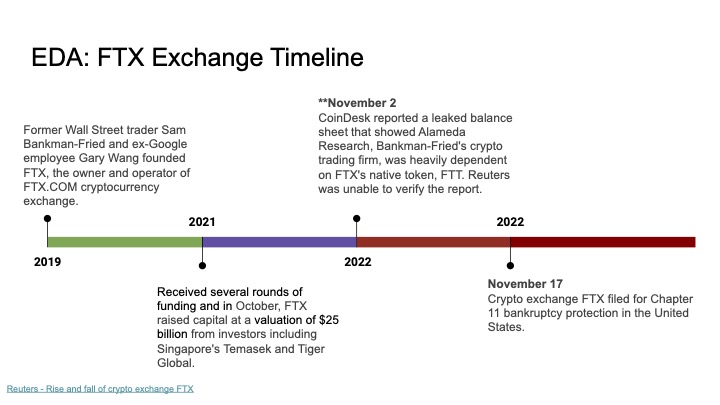 EDA: FTX Exchange Timeline
Former Wall Street trader Sam
Bankman-Fried and ex-Google
employee Gary Wang founded
FTX, the owner and operator of
FTX.COM cryptocurrency
exchange.
**November 2
CoinDesk reported a leaked balance
sheet that showed Alameda
Research, Bankman-Fried's crypto
trading firm, was heavily dependent
on FTX's native token, FTT. Reuters
was unable to verify the report.
2021
2022
2019
2022
Received several rounds of
funding and in October, FTX
raised capital at a valuation of $25
billion from investors including
Singapore's Temasek and Tiger
Global.
November 17
Crypto exchange FTX filed for Chapter
11 bankruptcy protection in the United
States.
Reuters - Rise and fall of crypto exchange FTX